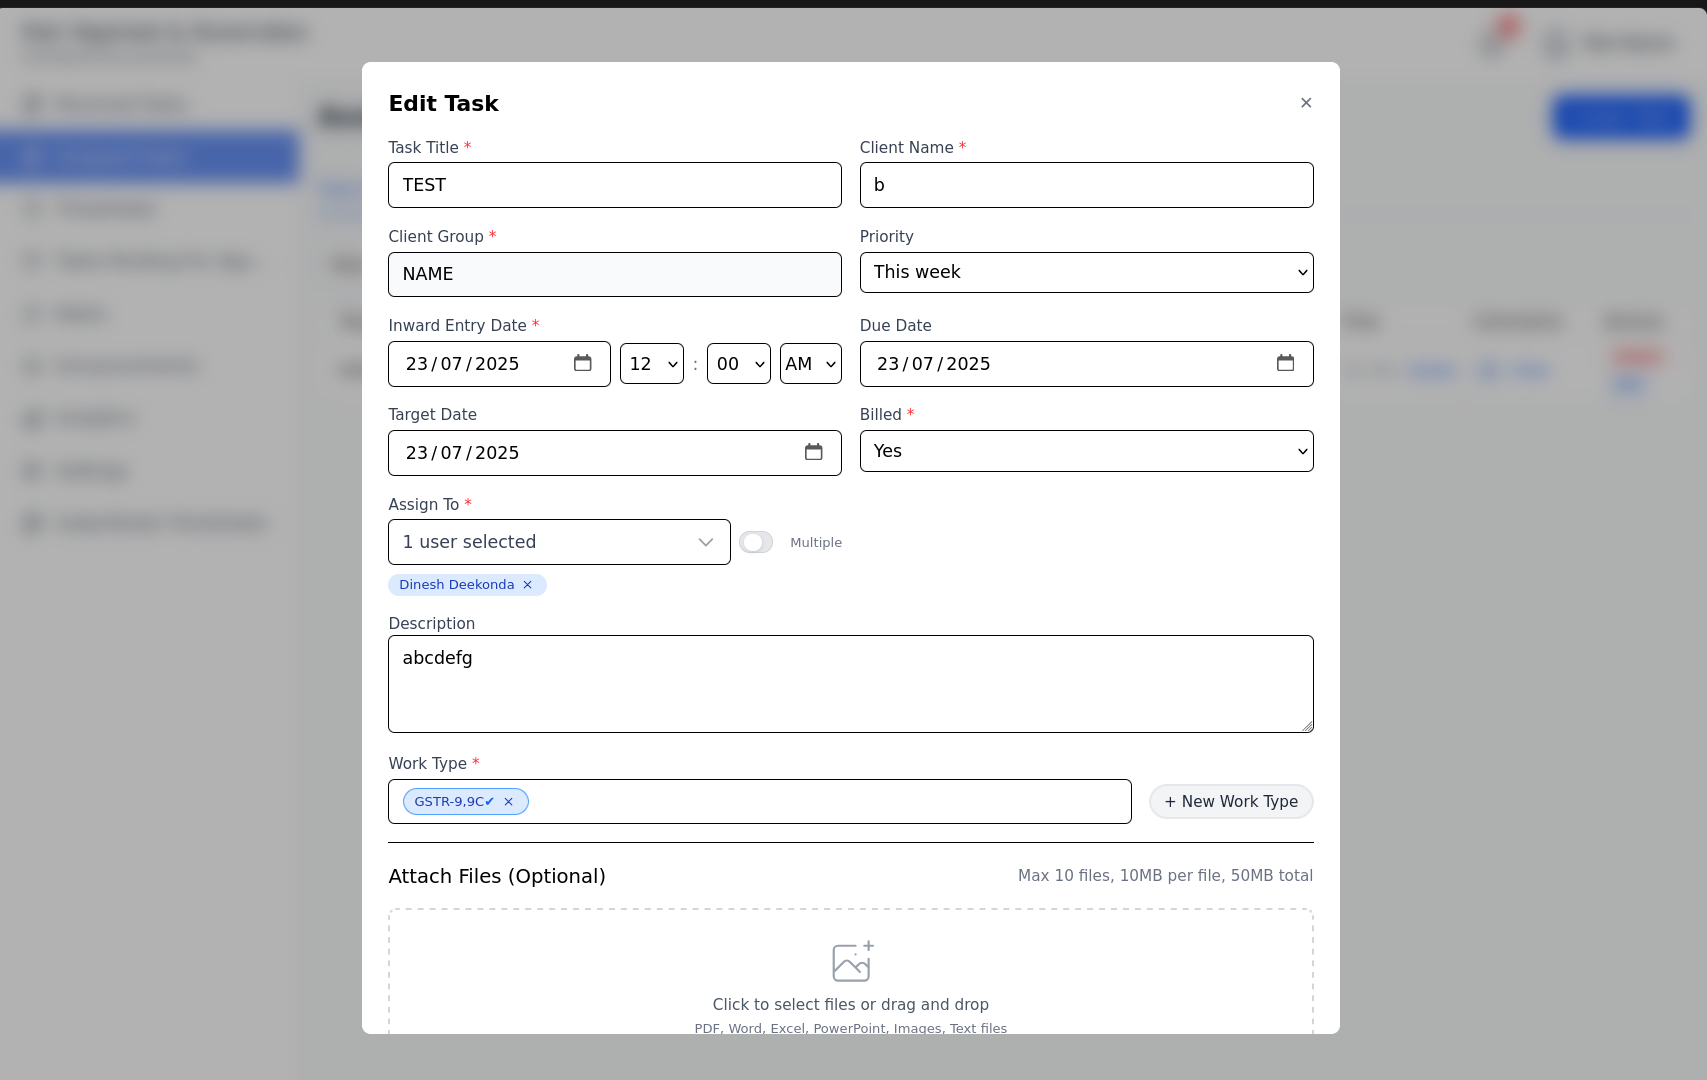 Edit Task
×
Task Title *
Client Name *
TEST
b
Client Group *
Priority
NAME
This week
Inward Entry Date *
Due Date
23/07/2025
12 : 00 AM
23/07/2025
Target Date
Billed *
23/07/2025
Yes
Assign To *
1 user selected
Multiple
Dinesh Deekonda ×
Description
abcdefg
Work Type *
GSTR-9,9C✔ ×
+ New Work Type
Attach Files (Optional)
Max 10 files, 10MB per file, 50MB total
Click to select files or drag and drop
PDF, Word, Excel, PowerPoint, Images, Text files